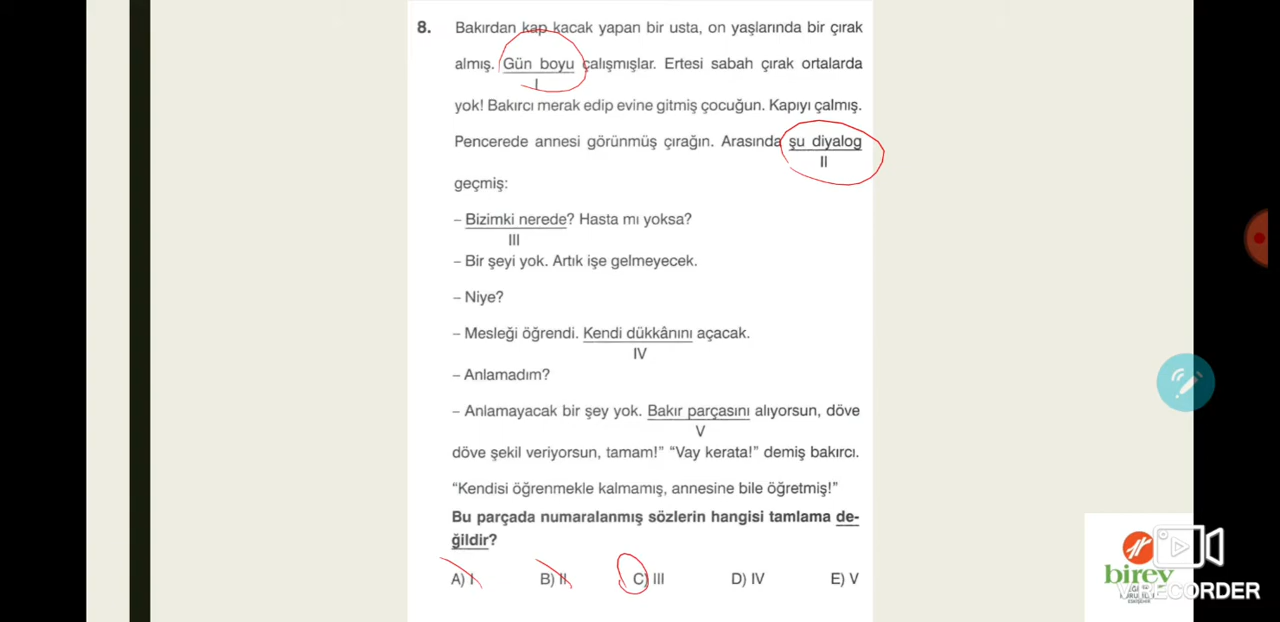 8. Bakırdan kap kacak yapan bir usta, on yaşlarında bir çırak
almış. Gün boyu çalışmışlar. Ertesi sabah çırak ortalarda
I
yok! Bakırcı merak edip evine gitmiş çocuğun. Kapıyı çalmış.
Pencerede annesi görünmüş çırağın. Arasında şu diyalog
II
geçmiş:
– Bizimki nerede? Hasta mı yoksa?
III
– Bir şeyi yok. Artık işe gelmeyecek.
– Niye?
– Mesleği öğrendi. Kendi dükkânını açacak.
IV
– Anlamadım?
– Anlamayacak bir şey yok. Bakır parçasını alıyorsun, döve
V
döve şekil veriyorsun, tamam!” “Vay kerata!” demiş bakırcı.
“Kendisi öğrenmekle kalmamış, annesine bile öğretmiş!”
Bu parçada numaralanmış sözlerin hangisi tamlama de-
ğildir?
A) I B) II C) III D) IV E) V
birey
RECORDER